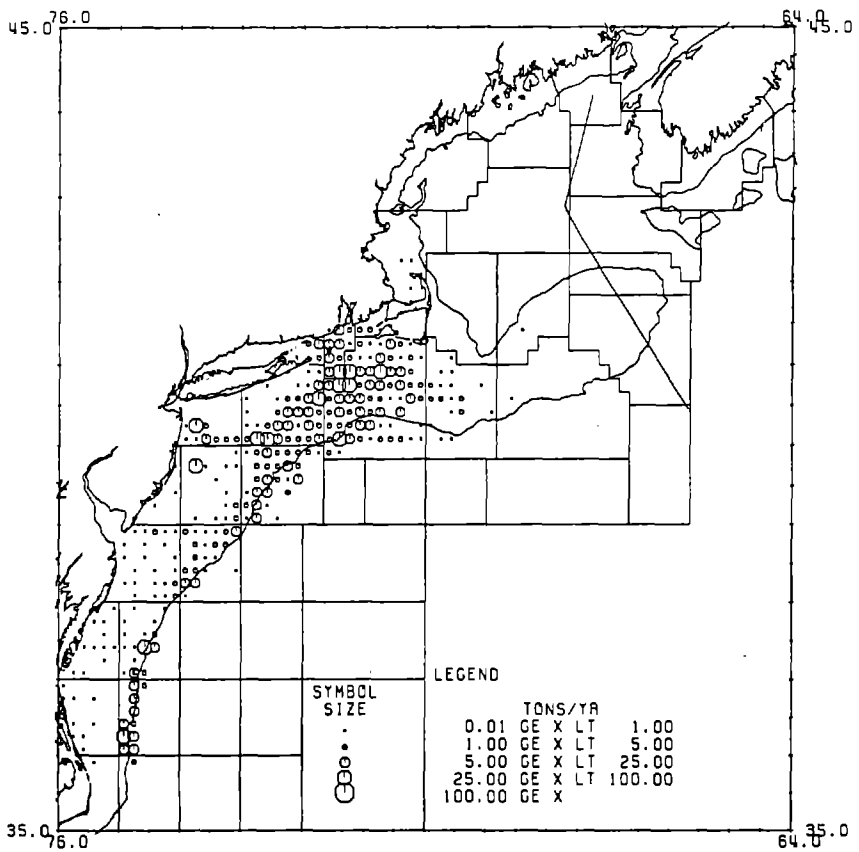 76.0 64.0
45.0 45.0
LEGEND
SYMBOL
SIZE
TONS/YR
0.01 GE X LT 1.00
1.00 GE X LT 5.00
5.00 GE X LT 25.00
25.00 GE X LT 100.00
100.00 GE X
35.0 35.0
76.0 64.0